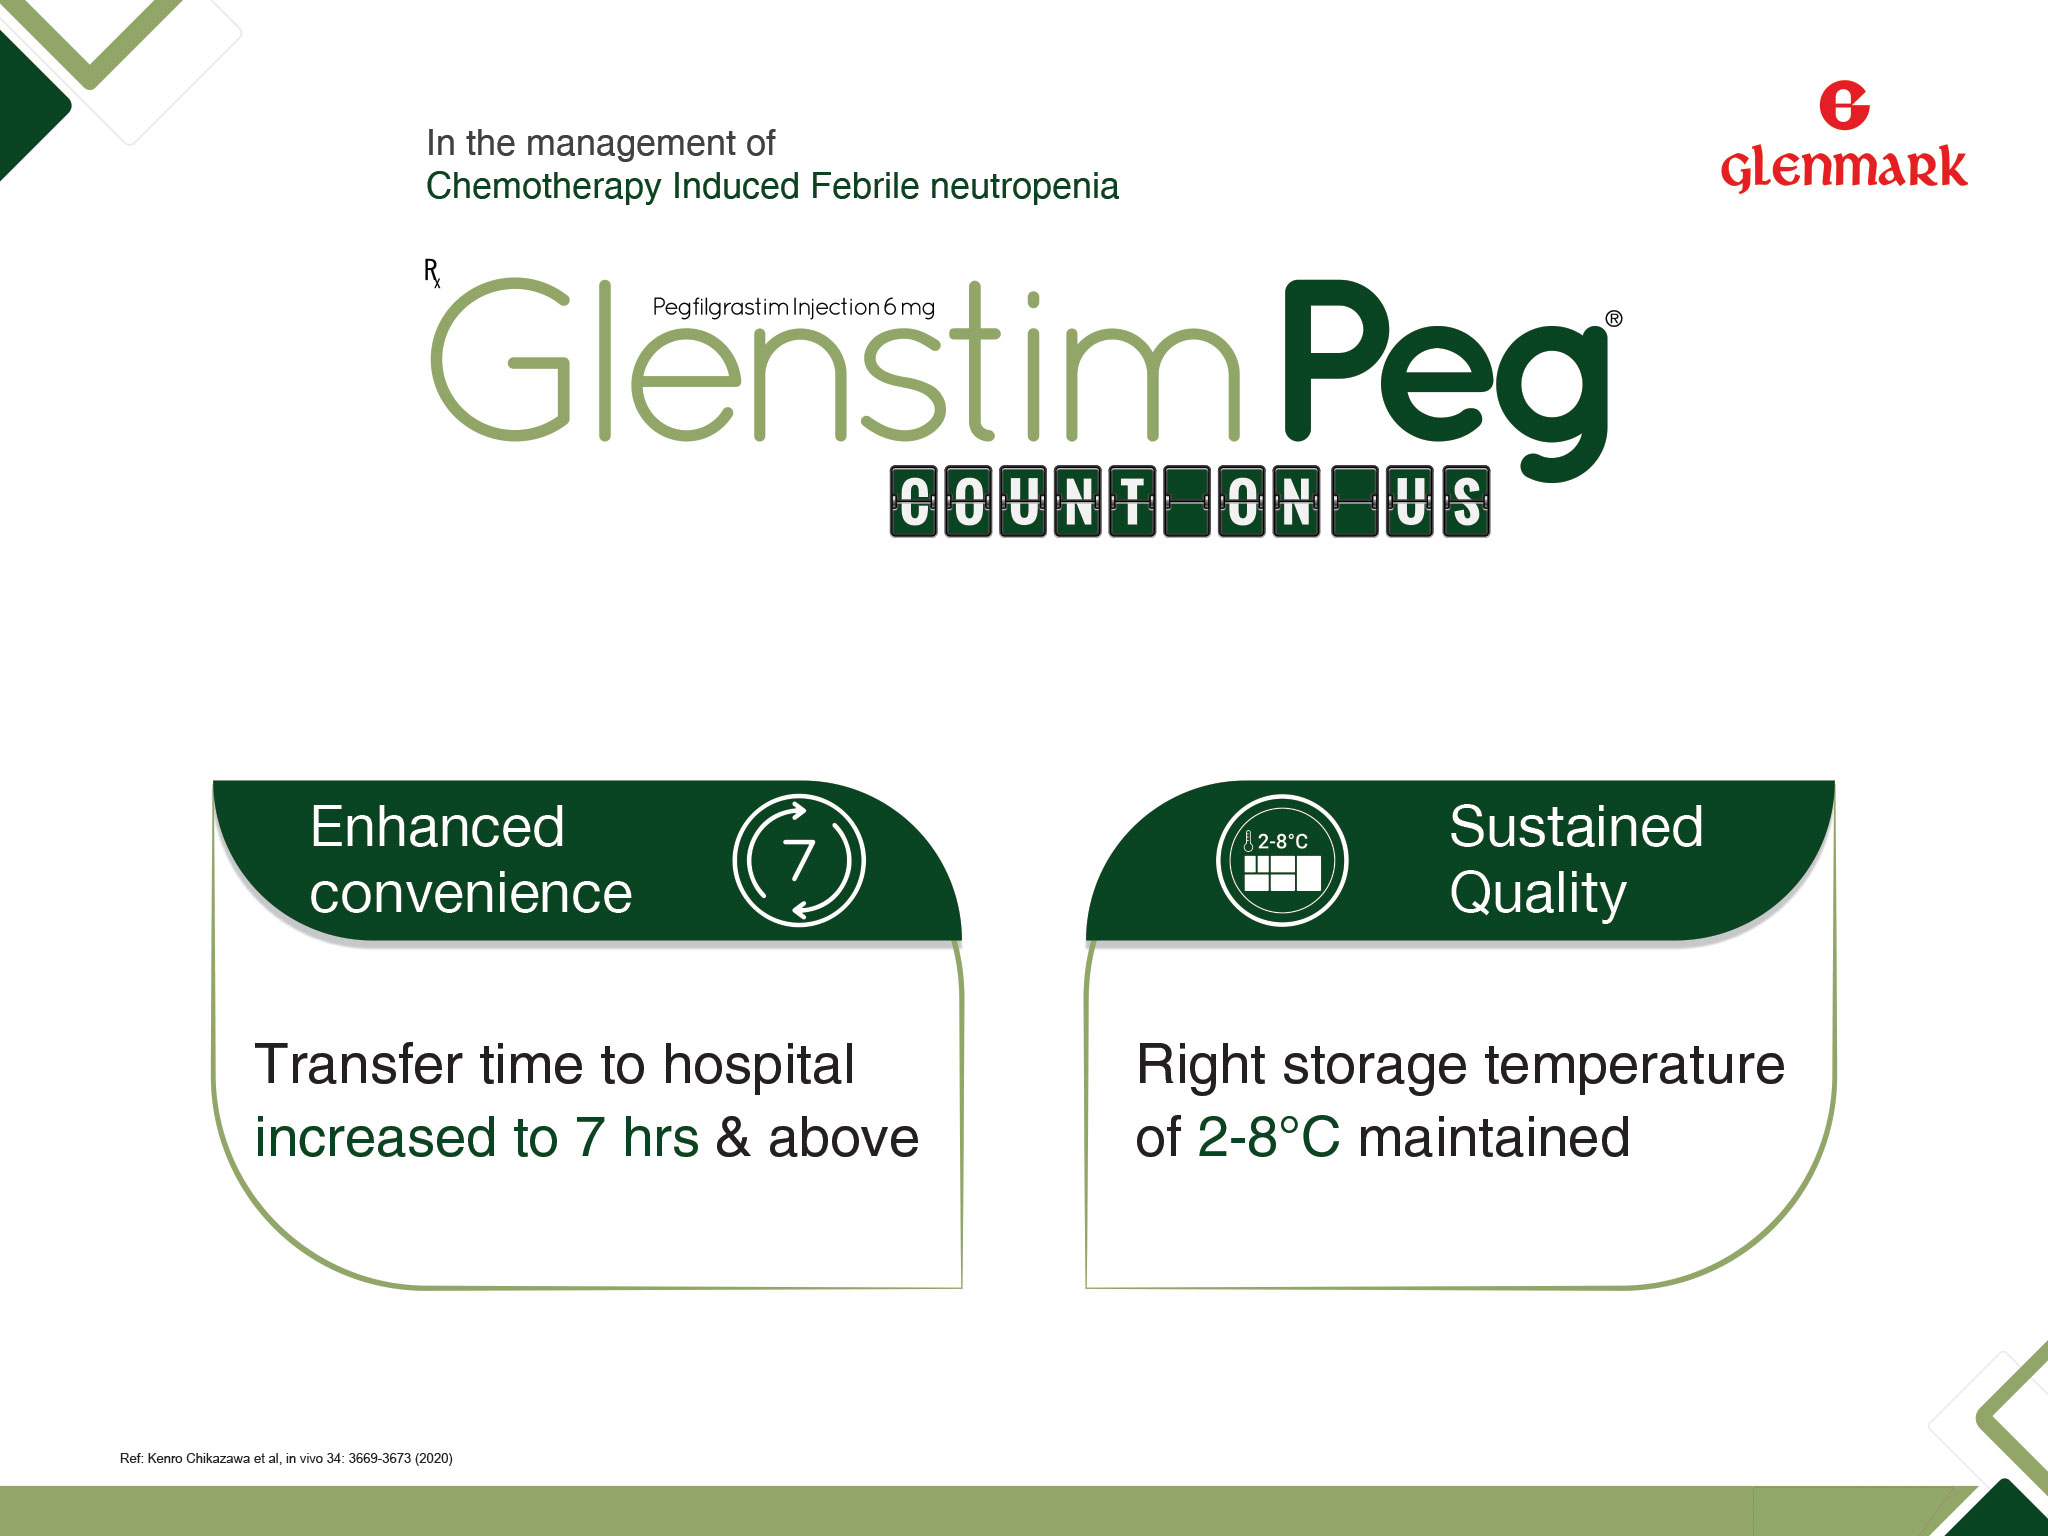 In the management of
Chemotherapy Induced Febrile neutropenia
GLENMARK
Rx
Pegfilgrastim Injection 6 mg
Glenstim Peg®
COUNT ON US
Enhanced
convenience
7
Transfer time to hospital
increased to 7 hrs & above
2-8°C
Sustained
Quality
Right storage temperature
of 2-8°C maintained
Ref: Kenro Chikazawa et al, in vivo 34: 3669-3673 (2020)